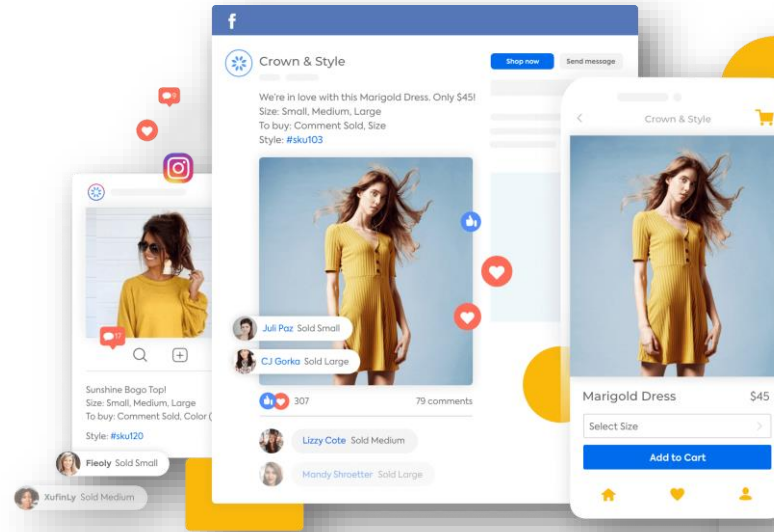 f
Crown & Style
Shop now
Send message
We're in love with this Marigold Dress. Only $45!
Size: Small, Medium, Large
To buy: Comment Sold, Size
Style: #sku103
Juli Paz Sold Small
CJ Gorka Sold Large
307
79 comments
Lizzy Cote Sold Medium
Mandy Shroetter Sold Large
9
17
Sunshine Bogo Top!
Size: Small, Medium, Large
To buy: Comment Sold, Color (
Style: #sku120
Fieoly Sold Small
XufinLy Sold Medium
Crown & Style
Marigold Dress
$45
Select Size
Add to Cart